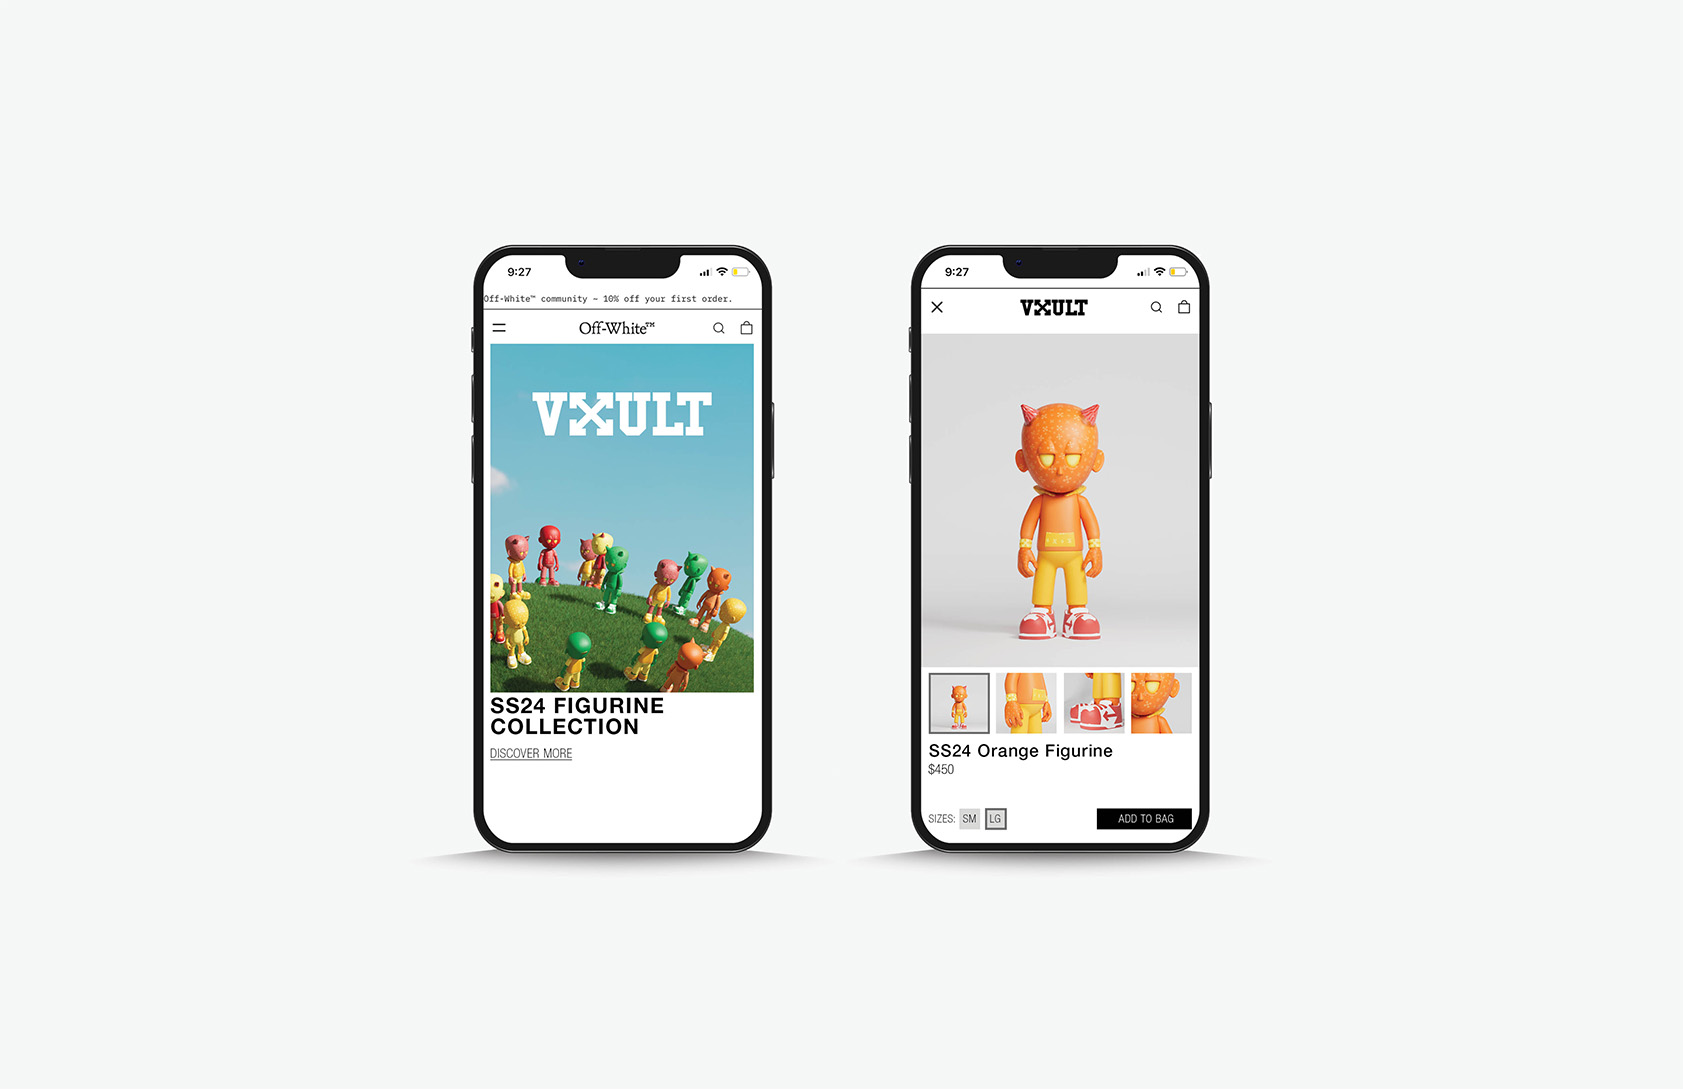 9:27
Off-White™ community – 10% off your first order.
Off-White™
VXULT
SS24 FIGURINE
COLLECTION
DISCOVER MORE
9:27
VXULT
SS24 Orange Figurine
$450
SIZES: SM LG
ADD TO BAG